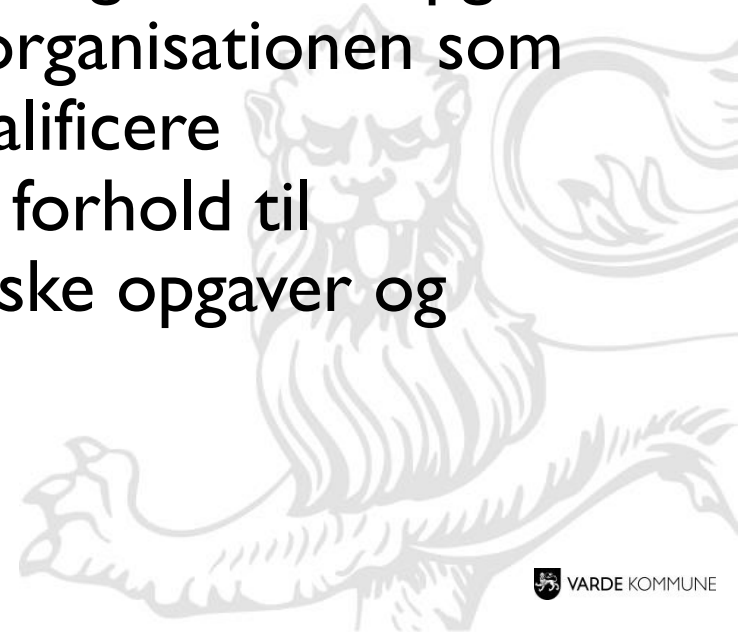 organisationen som
alificere
forhold til
ske opgaver og
VARDE KOMMUNE